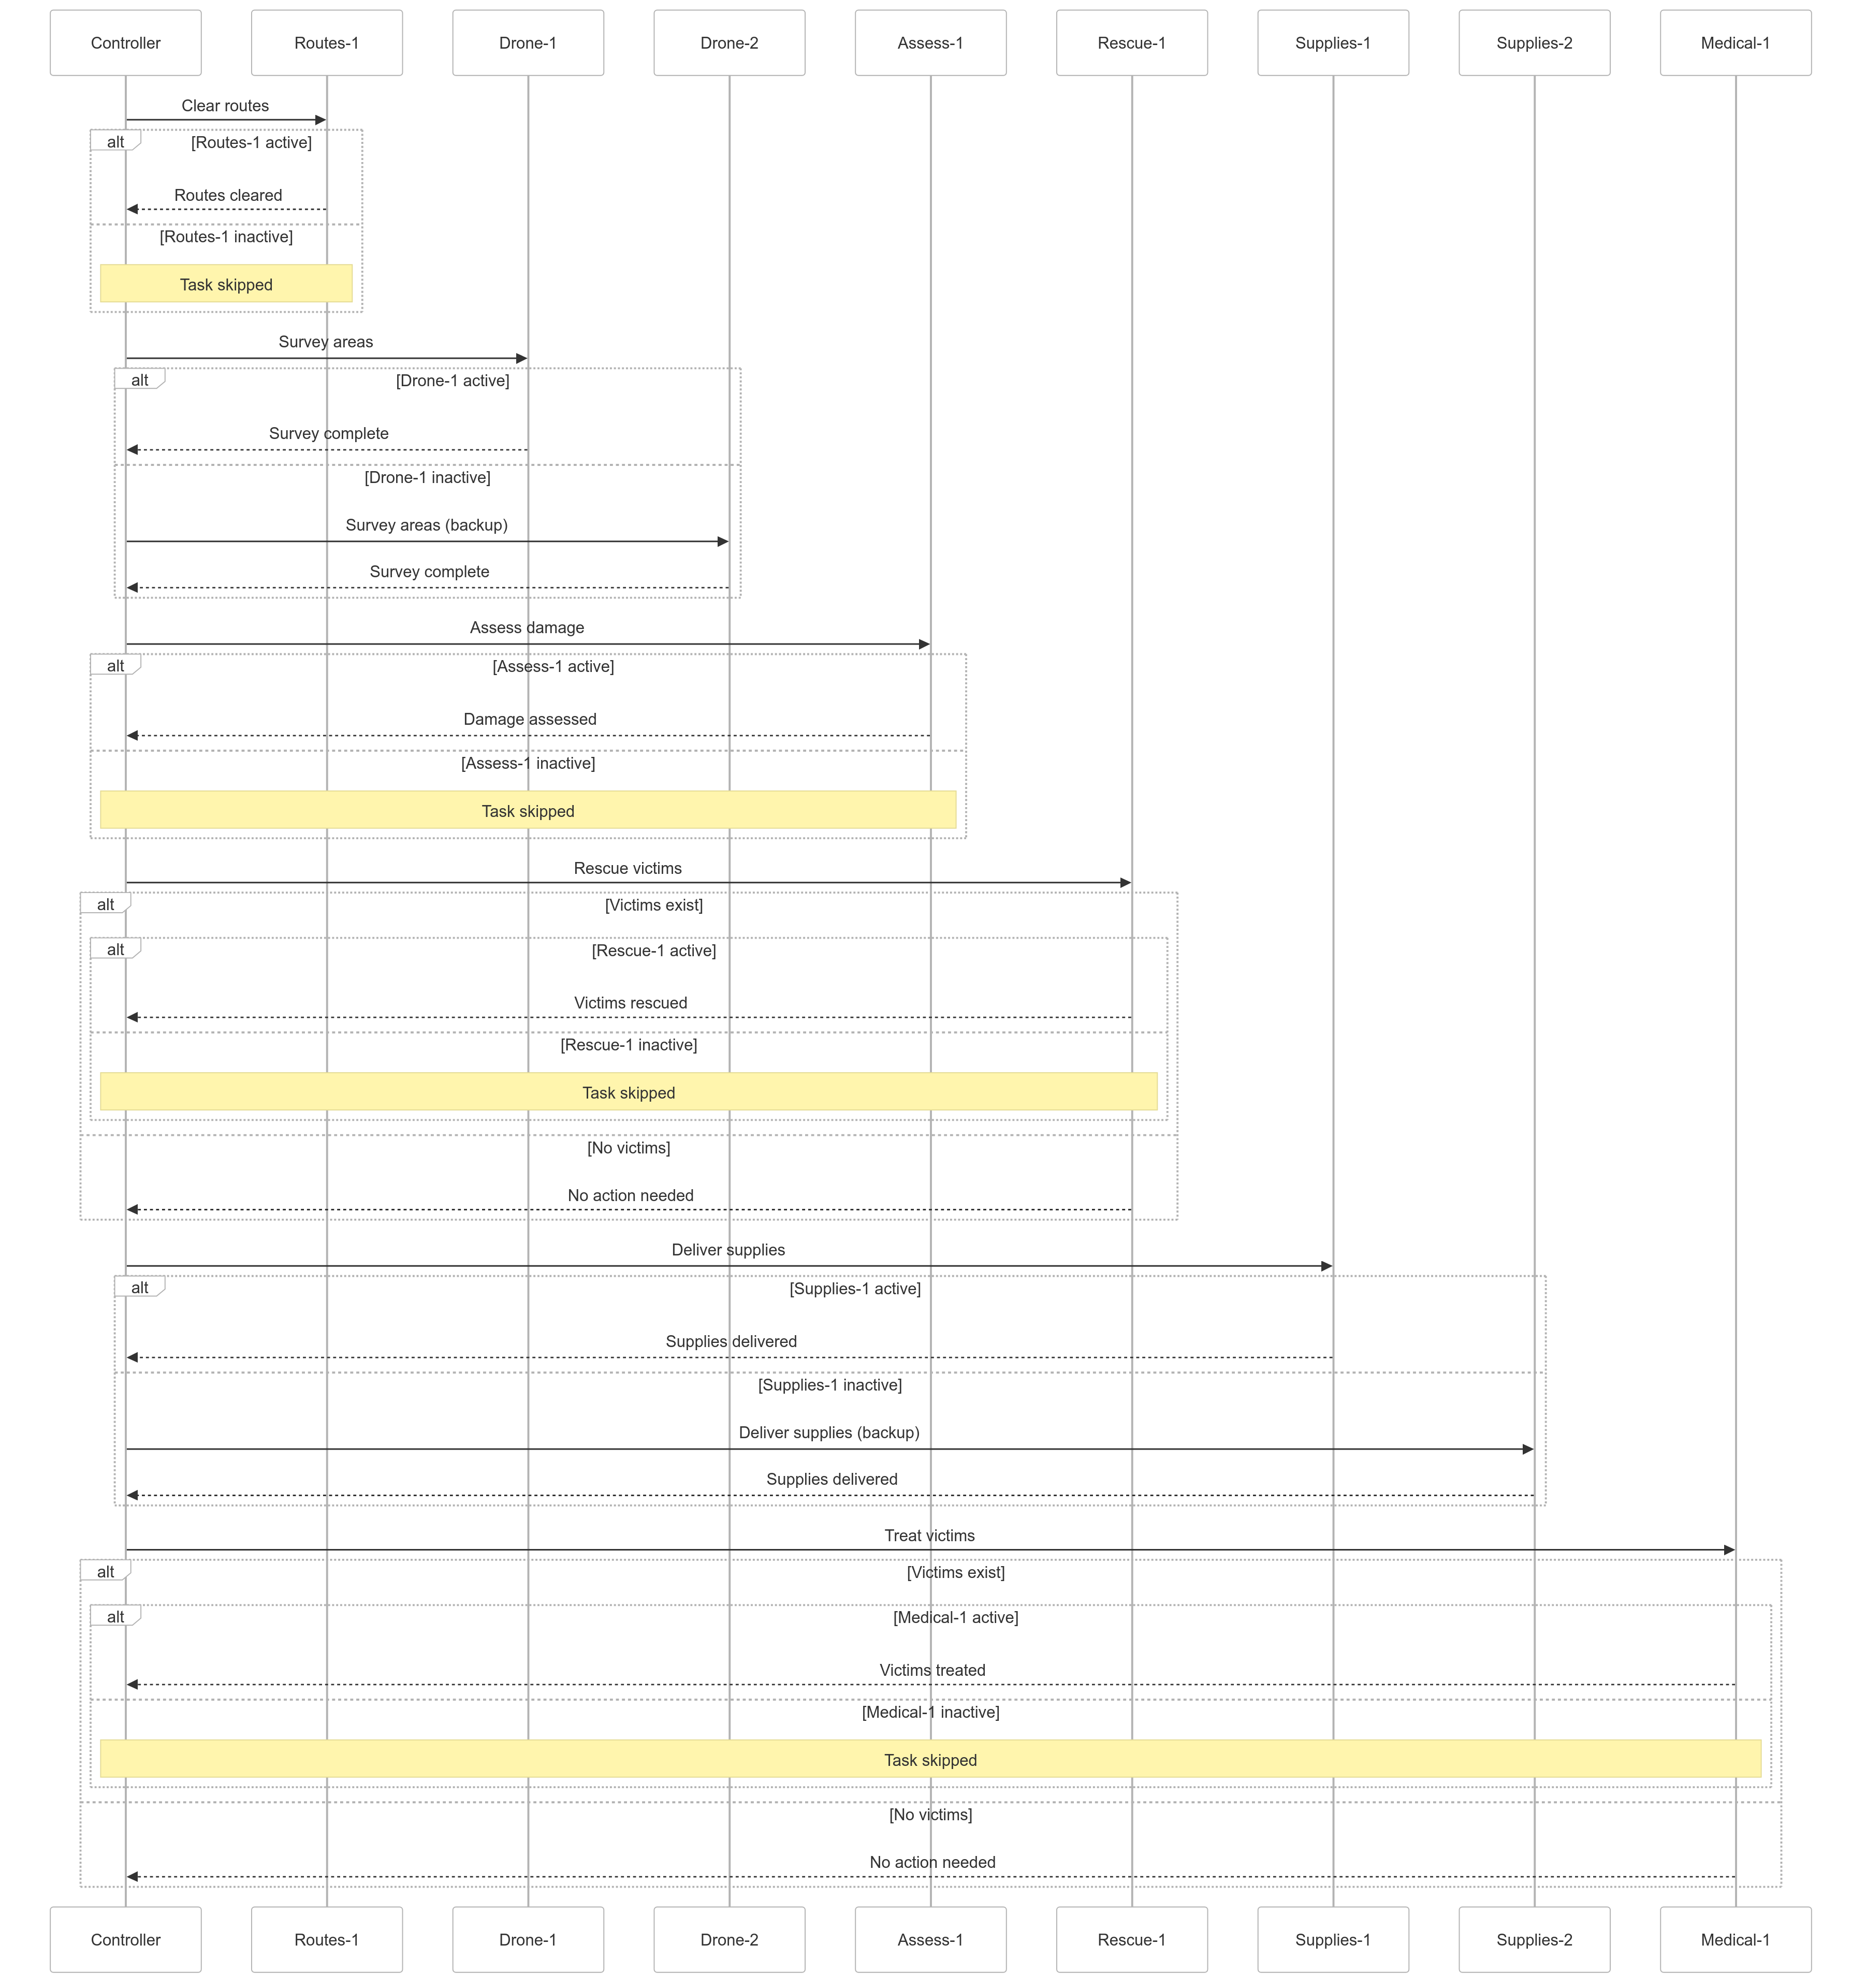 Controller
Routes-1
Drone-1
Drone-2
Assess-1
Rescue-1
Supplies-1
Supplies-2
Medical-1
Clear routes
alt
[Routes-1 active]
Routes cleared
[Routes-1 inactive]
Task skipped
Survey areas
alt
[Drone-1 active]
Survey complete
[Drone-1 inactive]
Survey areas (backup)
Survey complete
Assess damage
alt
[Assess-1 active]
Damage assessed
[Assess-1 inactive]
Task skipped
Rescue victims
alt
[Victims exist]
alt
[Rescue-1 active]
Victims rescued
[Rescue-1 inactive]
Task skipped
[No victims]
No action needed
Deliver supplies
alt
[Supplies-1 active]
Supplies delivered
[Supplies-1 inactive]
Deliver supplies (backup)
Supplies delivered
Treat victims
alt
[Victims exist]
alt
[Medical-1 active]
Victims treated
[Medical-1 inactive]
Task skipped
[No victims]
No action needed
Controller
Routes-1
Drone-1
Drone-2
Assess-1
Rescue-1
Supplies-1
Supplies-2
Medical-1